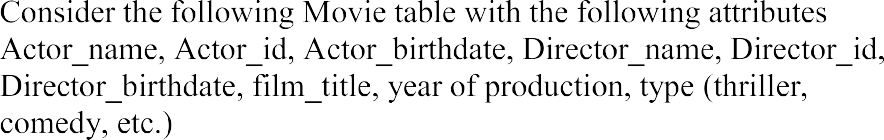 Consider the following Movie table with the following attributes
Actor_name, Actor_id, Actor_birthdate, Director_name, Director_id,
Director_birthdate, film_title, year of production, type (thriller,
comedy, etc.)